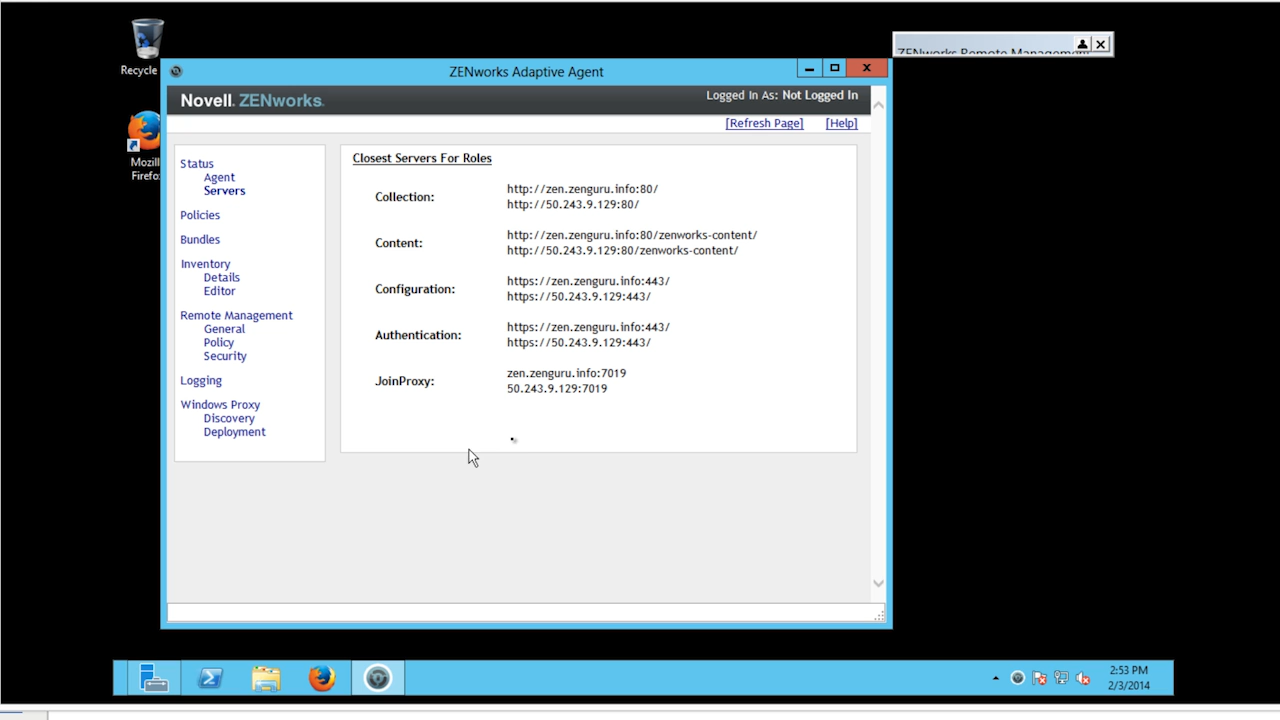 Recycle
ZENworks Remote Management
ZENworks Adaptive Agent
Novell. ZENworks.
Logged In As: Not Logged In
[Refresh Page] [Help]
Mozill
Firefo
Status
Agent
Servers
Policies
Bundles
Inventory
Details
Editor
Remote Management
General
Policy
Security
Logging
Windows Proxy
Discovery
Deployment
Closest Servers For Roles
Collection:
http://zen.zenguru.info:80/
http://50.243.9.129:80/
Content:
http://zen.zenguru.info:80/zenworks-content/
http://50.243.9.129:80/zenworks-content/
Configuration:
https://zen.zenguru.info:443/
https://50.243.9.129:443/
Authentication:
https://zen.zenguru.info:443/
https://50.243.9.129:443/
JoinProxy:
zen.zenguru.info:7019
50.243.9.129:7019
2:53 PM
2/3/2014